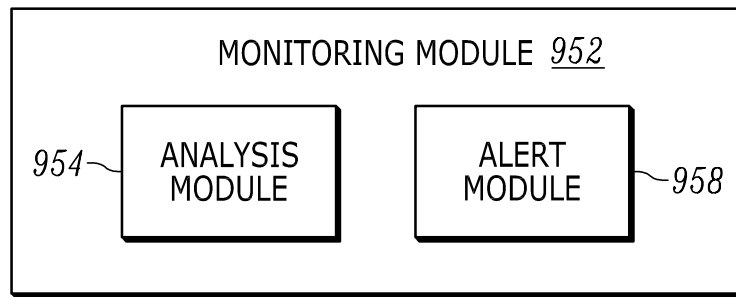 MONITORING MODULE 952
954
ANALYSIS
MODULE
ALERT
MODULE
958